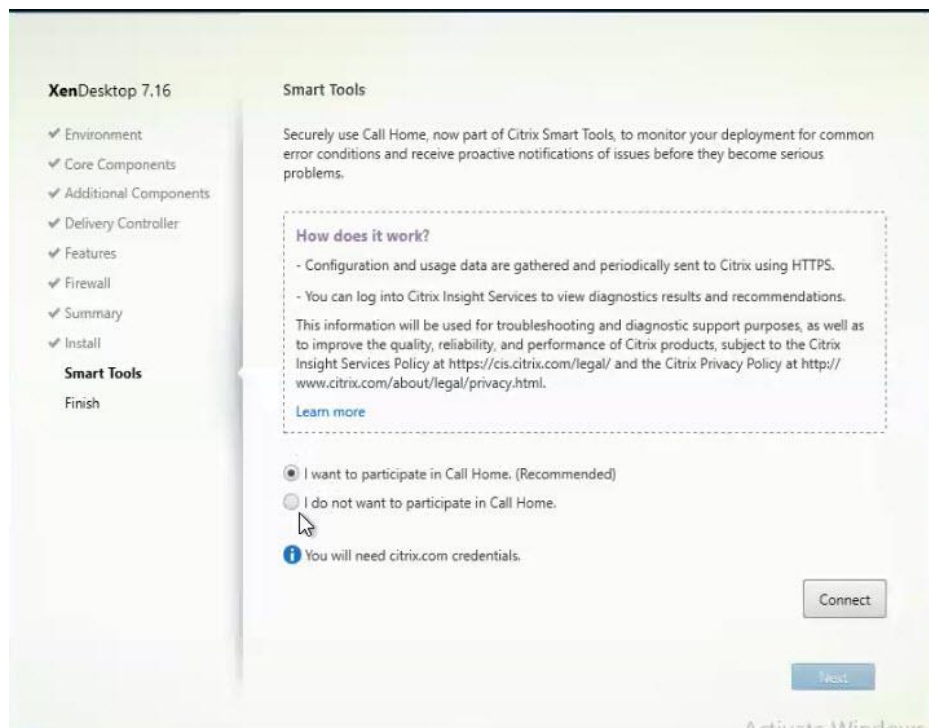 XenDesktop 7.16
Environment
Core Components
Additional Components
Delivery Controller
Features
Firewall
Summary
Install
Smart Tools
Finish
Smart Tools
Securely use Call Home, now part of Citrix Smart Tools, to monitor your deployment for common
error conditions and receive proactive notifications of issues before they become serious
problems.
How does it work?
- Configuration and usage data are gathered and periodically sent to Citrix using HTTPS.
- You can log into Citrix Insight Services to view diagnostics results and recommendations.
This information will be used for troubleshooting and diagnostic support purposes, as well as
to improve the quality, reliability, and performance of Citrix products, subject to the Citrix
Insight Services Policy at https://cis.citrix.com/legal/ and the Citrix Privacy Policy at http://
www.citrix.com/about/legal/privacy.html.
Learn more
I want to participate in Call Home. (Recommended)
I do not want to participate in Call Home.
You will need citrix.com credentials.
Connect
Next
Activate Windows